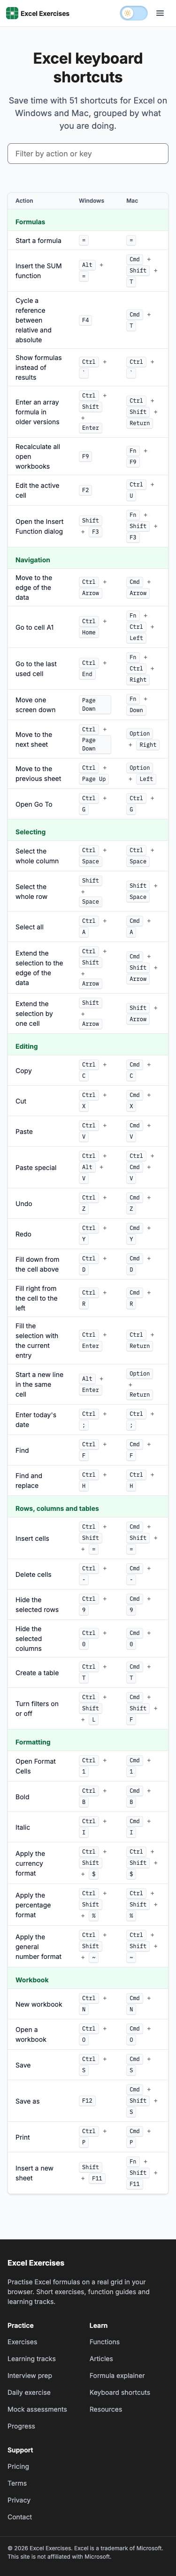 Excel Exercises
Excel keyboard
shortcuts
Save time with 51 shortcuts for Excel on
Windows and Mac, grouped by what
you are doing.
Filter by action or key
Action Windows Mac
Formulas
Start a formula = =
Insert the SUM function Alt + = Cmd + Shift + T
Cycle a reference between relative and absolute F4 Cmd + T
Show formulas instead of results Ctrl + ` Ctrl + `
Enter an array formula in older versions Ctrl + Shift + Enter Ctrl + Shift + Return
Recalculate all open workbooks F9 Fn + F9
Edit the active cell F2 Ctrl + U
Open the Insert Function dialog Shift + F3 Fn + Shift + F3
Navigation
Move to the edge of the data Ctrl + Arrow Cmd + Arrow
Go to cell A1 Ctrl + Home Fn + Ctrl + Left
Go to the last used cell Ctrl + End Fn + Ctrl + Right
Move one screen down Page Down Fn + Down
Move to the next sheet Ctrl + Page Down Option + Right
Move to the previous sheet Ctrl + Page Up Option + Left
Open Go To Ctrl + G Ctrl + G
Selecting
Select the whole column Ctrl + Space Ctrl + Space
Select the whole row Shift + Space Shift + Space
Select all Ctrl + A Cmd + A
Extend the selection to the edge of the data Ctrl + Shift + Arrow Cmd + Shift + Arrow
Extend the selection by one cell Shift + Arrow Shift + Arrow
Editing
Copy Ctrl + C Cmd + C
Cut Ctrl + X Cmd + X
Paste Ctrl + V Cmd + V
Paste special Ctrl + Alt + V Ctrl + Cmd + V
Undo Ctrl + Z Cmd + Z
Redo Ctrl + Y Cmd + Y
Fill down from the cell above Ctrl + D Cmd + D
Fill right from the cell to the left Ctrl + R Cmd + R
Fill the selection with the current entry Ctrl + Enter Ctrl + Return
Start a new line in the same cell Alt + Enter Option + Return
Enter today's date Ctrl + ; Ctrl + ;
Find Ctrl + F Cmd + F
Find and replace Ctrl + H Ctrl + H
Rows, columns and tables
Insert cells Ctrl + Shift + = Cmd + Shift + =
Delete cells Ctrl + - Cmd + -
Hide the selected rows Ctrl + 9 Cmd + 9
Hide the selected columns Ctrl + 0 Cmd + 0
Create a table Ctrl + T Cmd + T
Turn filters on or off Ctrl + Shift + L Cmd + Shift + F
Formatting
Open Format Cells Ctrl + 1 Cmd + 1
Bold Ctrl + B Cmd + B
Italic Ctrl + I Cmd + I
Apply the currency format Ctrl + Shift + $ Ctrl + Shift + $
Apply the percentage format Ctrl + Shift + % Ctrl + Shift + %
Apply the general number format Ctrl + Shift + ~ Ctrl + Shift + ~
Workbook
New workbook Ctrl + N Cmd + N
Open a workbook Ctrl + O Cmd + O
Save Ctrl + S Cmd + S
Save as F12 Cmd + Shift + S
Print Ctrl + P Cmd + P
Insert a new sheet Shift + F11 Fn + Shift + F11
Excel Exercises
Practise Excel formulas on a real grid in your
browser. Short exercises, function guides and
learning tracks.
Practice
Exercises
Learning tracks
Interview prep
Daily exercise
Mock assessments
Progress
Learn
Functions
Articles
Formula explainer
Keyboard shortcuts
Resources
Support
Pricing
Terms
Privacy
Contact
© 2026 Excel Exercises. Excel is a trademark of Microsoft.
This site is not affiliated with Microsoft.